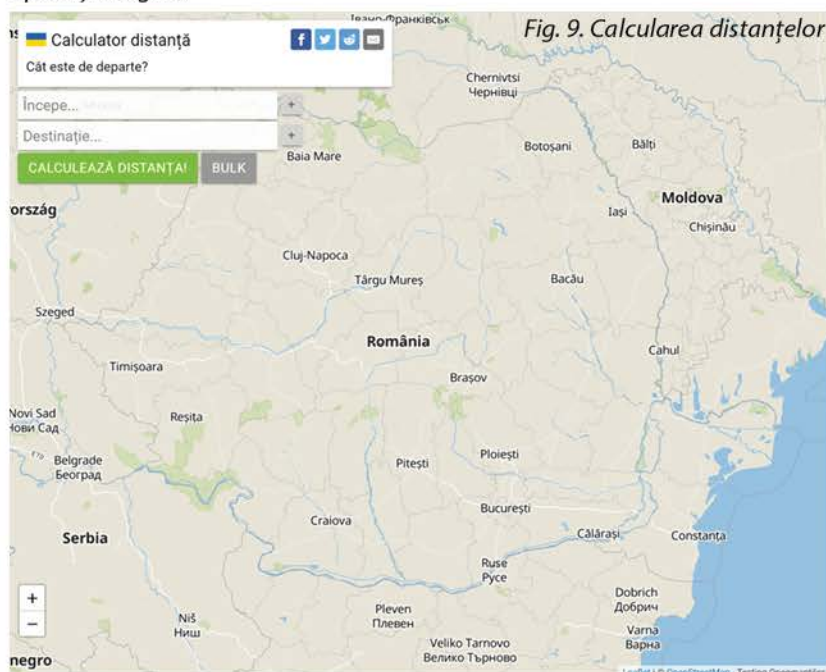 Fig. 9. Calcularea distanțelor
Calculator distanță
f
Cât este de departe?
Începe...
+
Destinație...
+
CALCULEAZĂ DISTANȚA!
BULK
Chernivtsi
Чернівці
Baia Mare
Botoșani
Bălți
ország
Moldova
Iași
Chișinău
Cluj-Napoca
Târgu Mureș
Bacău
Szeged
România
Cahul
Timișoara
Brașov
Novi Sad
Нови Сад
Reșița
E70
Belgrade
Београд
Pitești
Ploiești
București
Craiova
Călărași
Constanța
Serbia
Ruse
Русе
+
−
Dobrich
Добрич
Niš
Ниш
Pleven
Плевен
Varna
Варна
Veliko Tarnovo
Велико Търново
negro